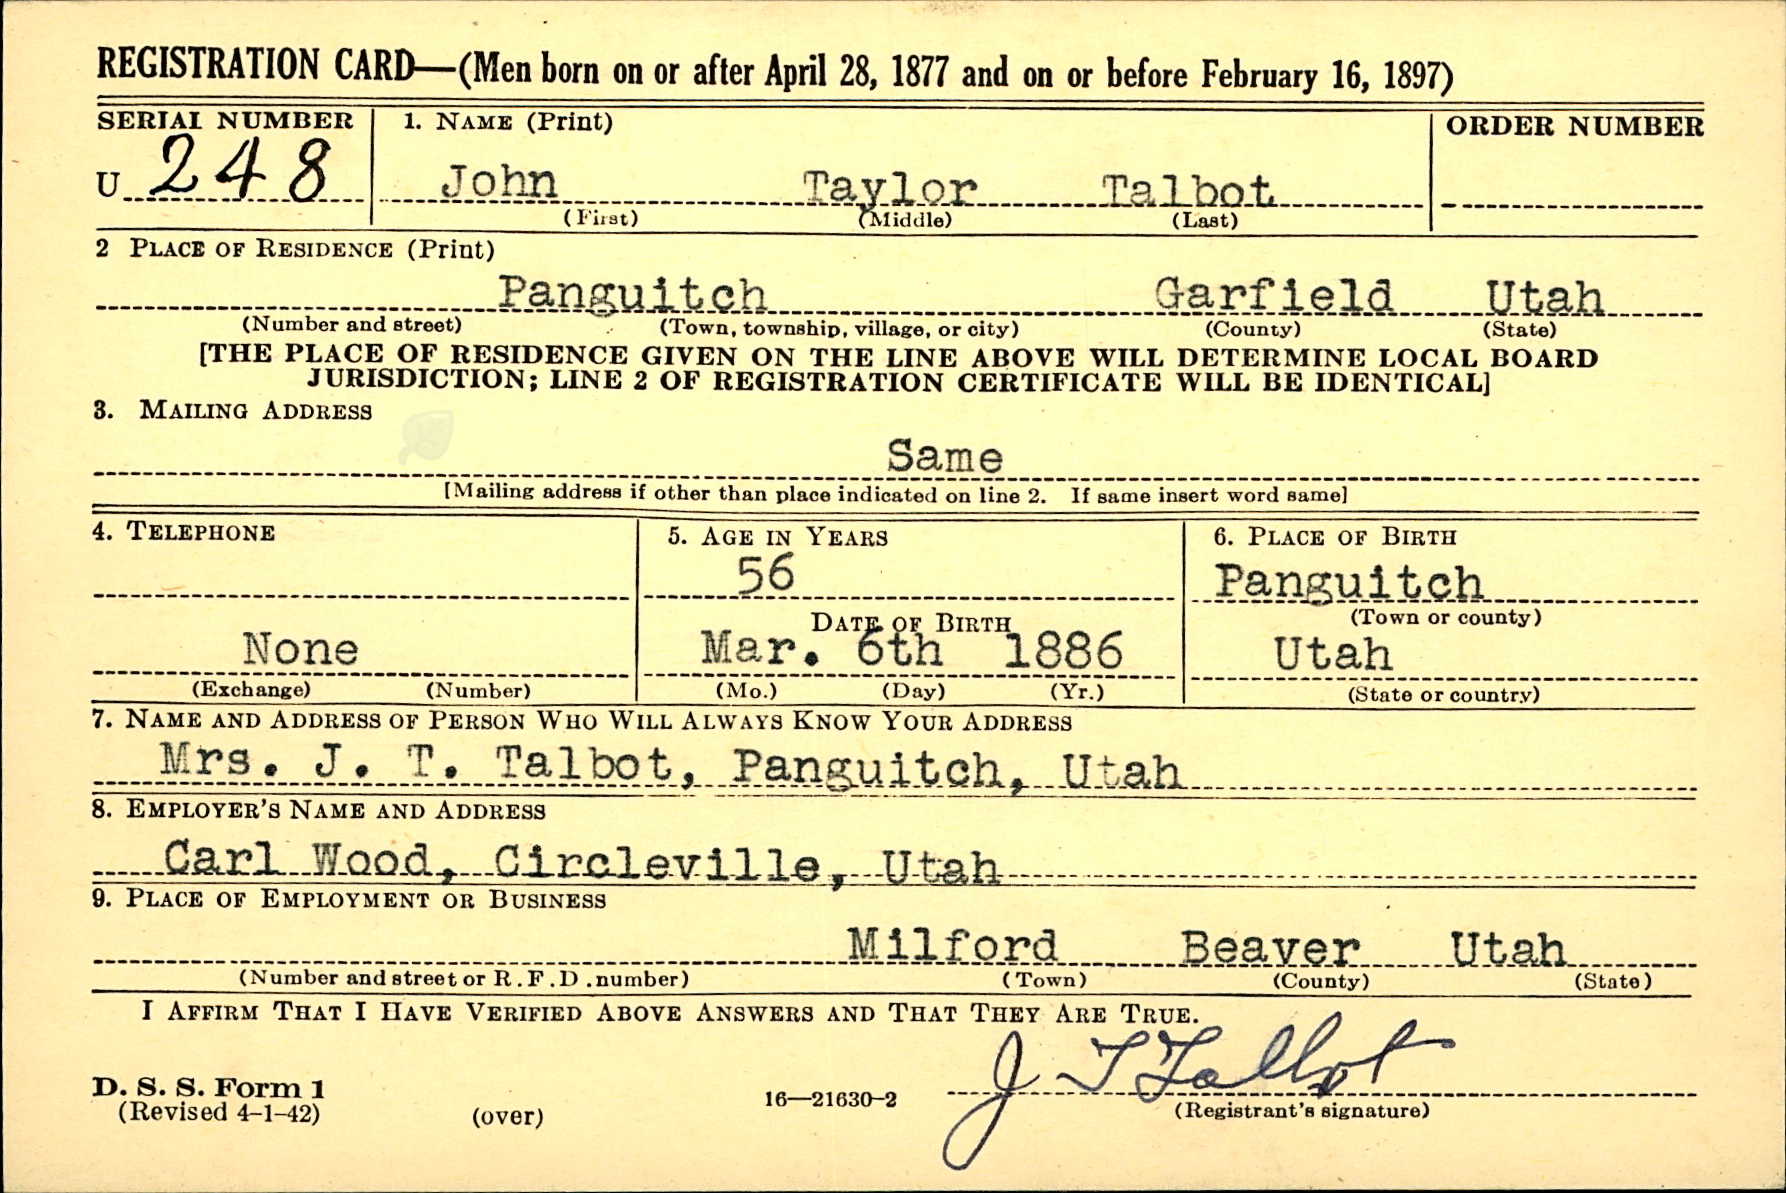 REGISTRATION CARD—(Men born on or after April 28, 1877 and on or before February 16, 1897)
SERIAL NUMBER 1. NAME (Print) ORDER NUMBER
U 248 John Taylor Talbot
(First) (Middle) (Last)
2 PLACE OF RESIDENCE (Print)
Panguitch Garfield Utah
(Number and street) (Town, township, village, or city) (County) (State)
[THE PLACE OF RESIDENCE GIVEN ON THE LINE ABOVE WILL DETERMINE LOCAL BOARD
JURISDICTION; LINE 2 OF REGISTRATION CERTIFICATE WILL BE IDENTICAL]
3. MAILING ADDRESS
Same
[Mailing address if other than place indicated on line 2. If same insert word same]
4. TELEPHONE 5. AGE IN YEARS 6. PLACE OF BIRTH
56 Panguitch
DATE OF BIRTH (Town or county)
None Mar. 6th 1886 Utah
(Exchange) (Number) (Mo.) (Day) (Yr.) (State or country)
7. NAME AND ADDRESS OF PERSON WHO WILL ALWAYS KNOW YOUR ADDRESS
Mrs. J. T. Talbot, Panguitch, Utah
8. EMPLOYER'S NAME AND ADDRESS
Carl Wood, Circleville, Utah
9. PLACE OF EMPLOYMENT OR BUSINESS
Milford Beaver Utah
(Number and street or R.F.D. number) (Town) (County) (State)
I AFFIRM THAT I HAVE VERIFIED ABOVE ANSWERS AND THAT THEY ARE TRUE.
J T Talbot
D. S. S. Form 1
(Revised 4-1-42) (over) 16—21630-2 (Registrant's signature)